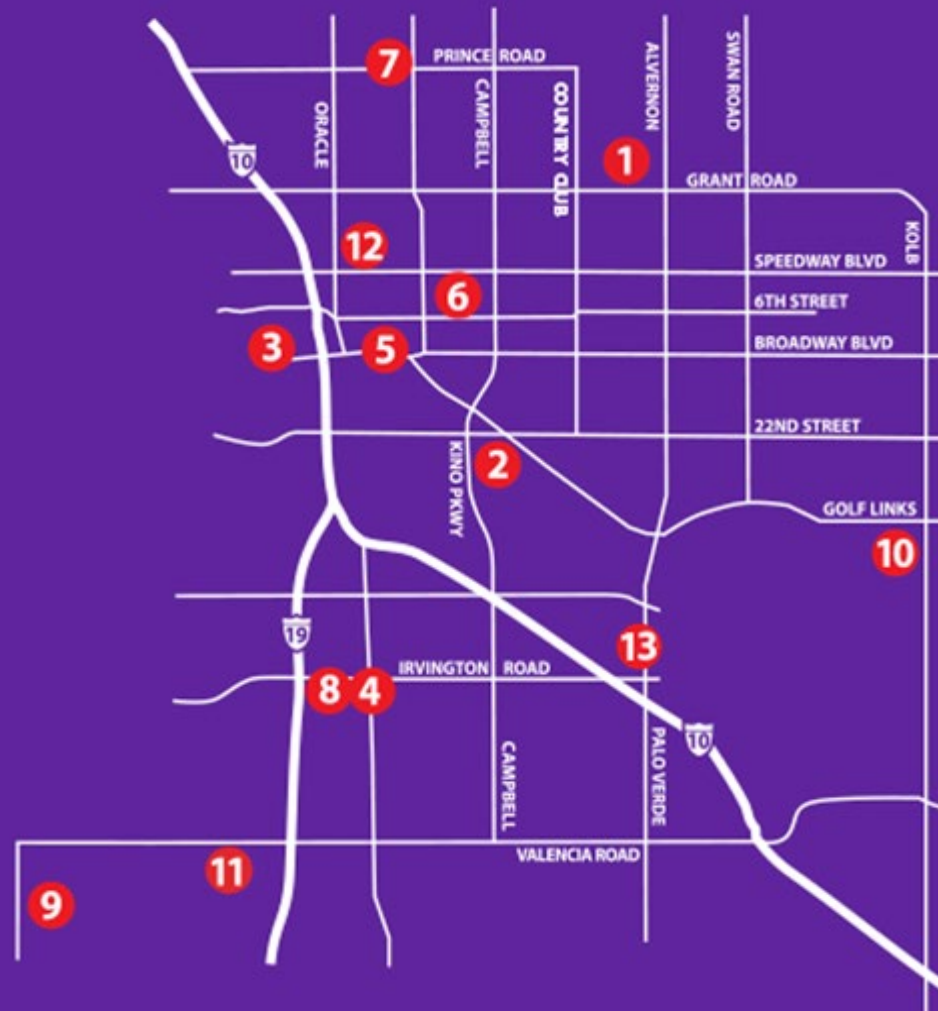 7
PRINCE ROAD
ORACLE
CAMPBELL
COUNTRY CLUB
ALVERNON
SWAN ROAD
10
1
GRANT ROAD
KOLB
12
SPEEDWAY BLVD
6
6TH STREET
3
5
BROADWAY BLVD
22ND STREET
KINO PKWY
2
GOLF LINKS
10
19
13
8
4
IRVINGTON ROAD
10
CAMPBELL
PALO VERDE
VALENCIA ROAD
11
9